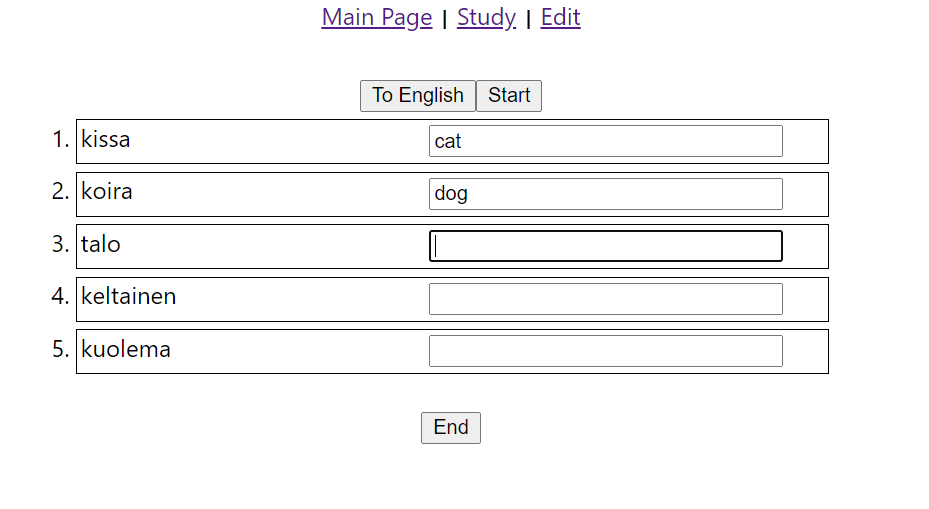 Main Page | Study | Edit
To English Start
1. kissa cat
2. koira dog
3. talo
4. keltainen
5. kuolema
End